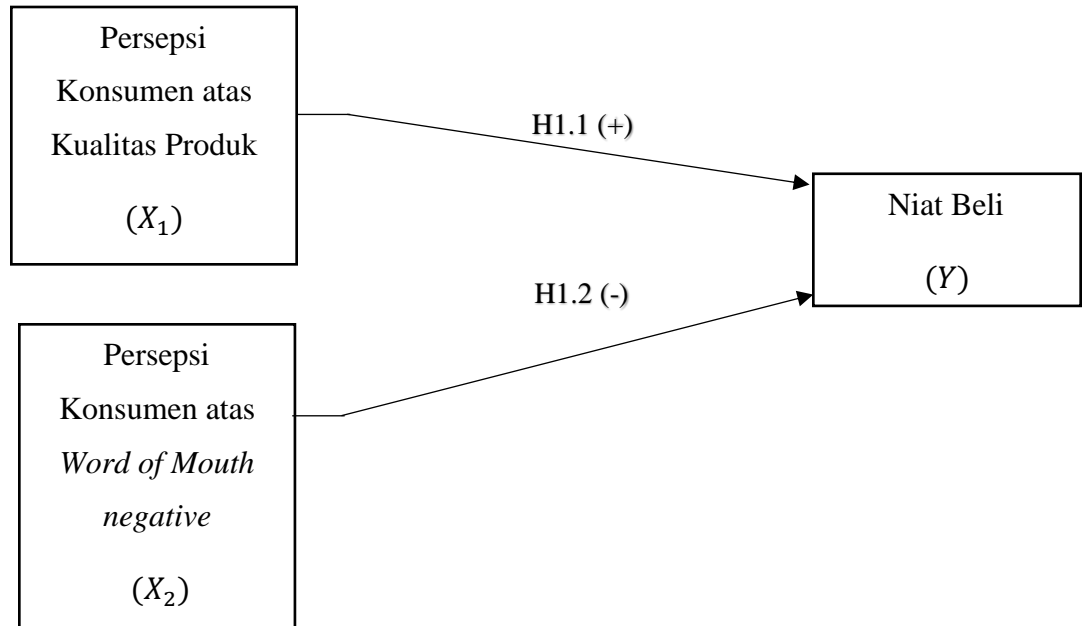 Persepsi
Konsumen atas
Kualitas Produk
(X₁)
H1.1 (+)
Niat Beli
(Y)
H1.2 (-)
Persepsi
Konsumen atas
Word of Mouth
negative
(X₂)